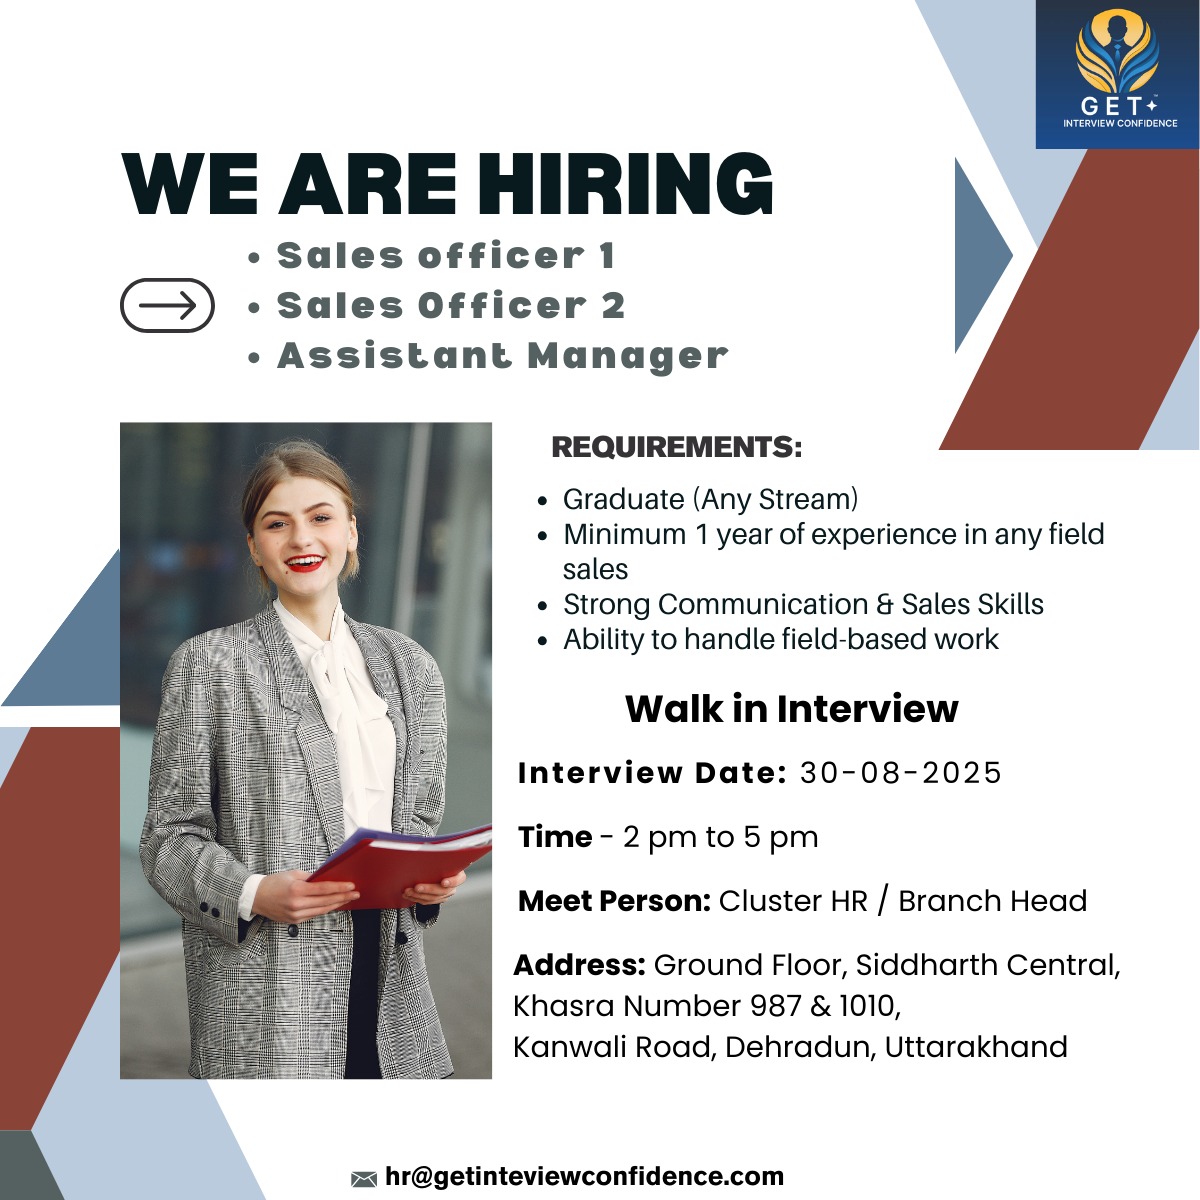 GET
INTERVIEW CONFIDENCE
WE ARE HIRING
• Sales officer 1
• Sales Officer 2
• Assistant Manager
REQUIREMENTS:
• Graduate (Any Stream)
• Minimum 1 year of experience in any field
sales
• Strong Communication & Sales Skills
• Ability to handle field-based work
Walk in Interview
Interview Date: 30-08-2025
Time - 2 pm to 5 pm
Meet Person: Cluster HR / Branch Head
Address: Ground Floor, Siddharth Central,
Khasra Number 987 & 1010,
Kanwali Road, Dehradun, Uttarakhand
hr@getinteviewconfidence.com